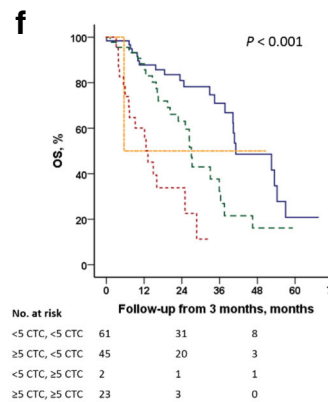 f
P < 0.001
OS, %
100
80
60
40
20
0
0 12 24 36 48 60
Follow-up from 3 months, months
No. at risk
<5 CTC, <5 CTC 61 31 8
≥5 CTC, <5 CTC 45 20 3
<5 CTC, ≥5 CTC 2 1 1
≥5 CTC, ≥5 CTC 23 3 0